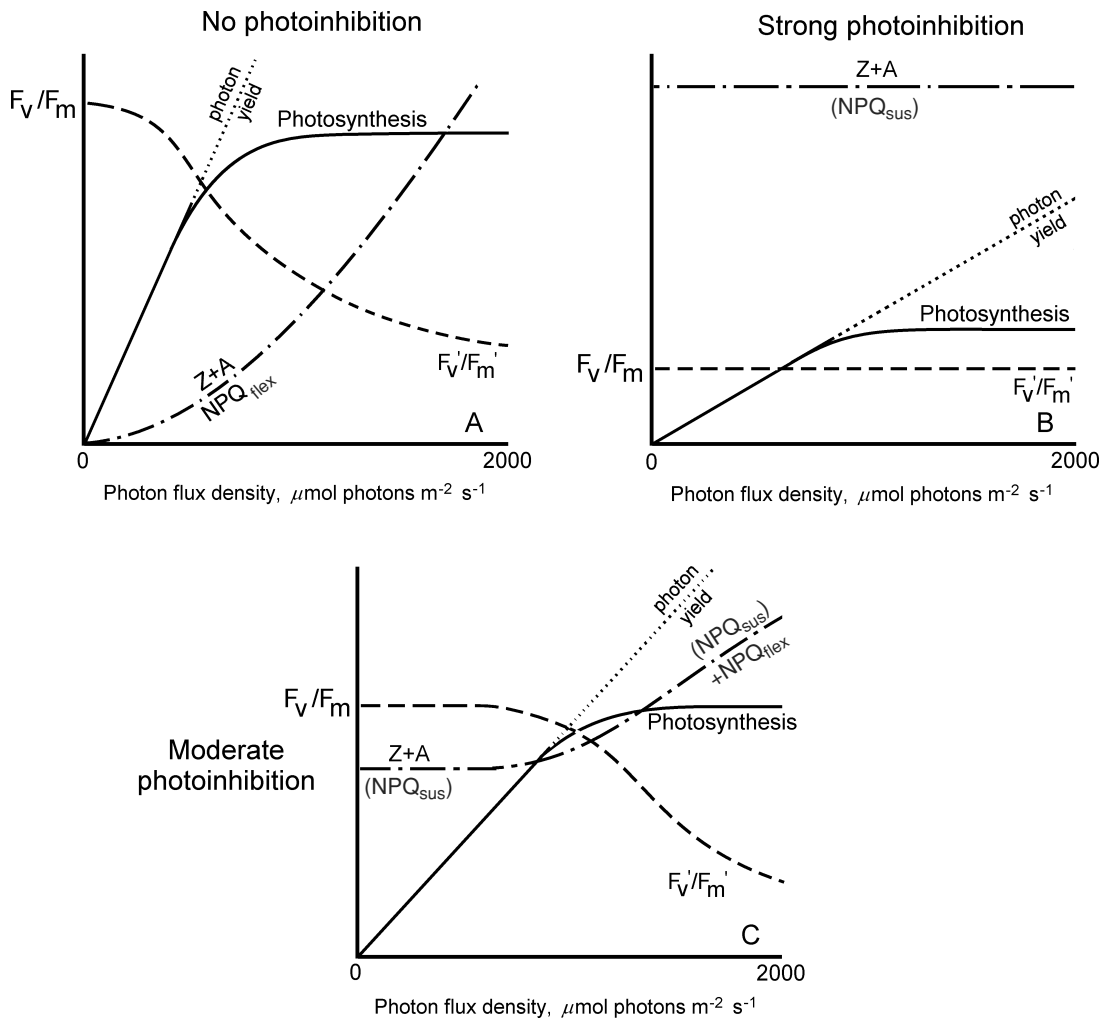 No photoinhibition
Fv/Fm
photon
yield
Photosynthesis
Z+A
NPQflex
Fv'/Fm'
A
0
2000
Photon flux density, μmol photons m-2 s-1
Strong photoinhibition
Z+A
(NPQsus)
photon
yield
Photosynthesis
Fv/Fm
Fv'/Fm'
B
0
2000
Photon flux density, μmol photons m-2 s-1
Moderate
photoinhibition
Fv/Fm
photon
yield
(NPQsus)
+NPQflex
Photosynthesis
Z+A
(NPQsus)
Fv'/Fm'
C
0
2000
Photon flux density, μmol photons m-2 s-1